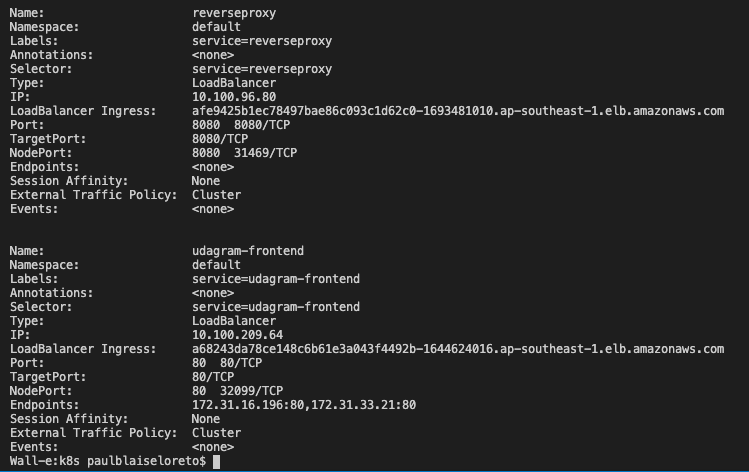 Name: reverseproxy
Namespace: default
Labels: service=reverseproxy
Annotations: <none>
Selector: service=reverseproxy
Type: LoadBalancer
IP: 10.100.96.80
LoadBalancer Ingress: afe9425b1ec78497bae86c093c1d62c0-1693481010.ap-southeast-1.elb.amazonaws.com
Port: 8080 8080/TCP
TargetPort: 8080/TCP
NodePort: 8080 31469/TCP
Endpoints: <none>
Session Affinity: None
External Traffic Policy: Cluster
Events: <none>
Name: udagram-frontend
Namespace: default
Labels: service=udagram-frontend
Annotations: <none>
Selector: service=udagram-frontend
Type: LoadBalancer
IP: 10.100.209.64
LoadBalancer Ingress: a68243da78ce148c6b61e3a043f4492b-1644624016.ap-southeast-1.elb.amazonaws.com
Port: 80 80/TCP
TargetPort: 80/TCP
NodePort: 80 32099/TCP
Endpoints: 172.31.16.196:80,172.31.33.21:80
Session Affinity: None
External Traffic Policy: Cluster
Events: <none>
Wall-e:k8s paulblaiseloreto$